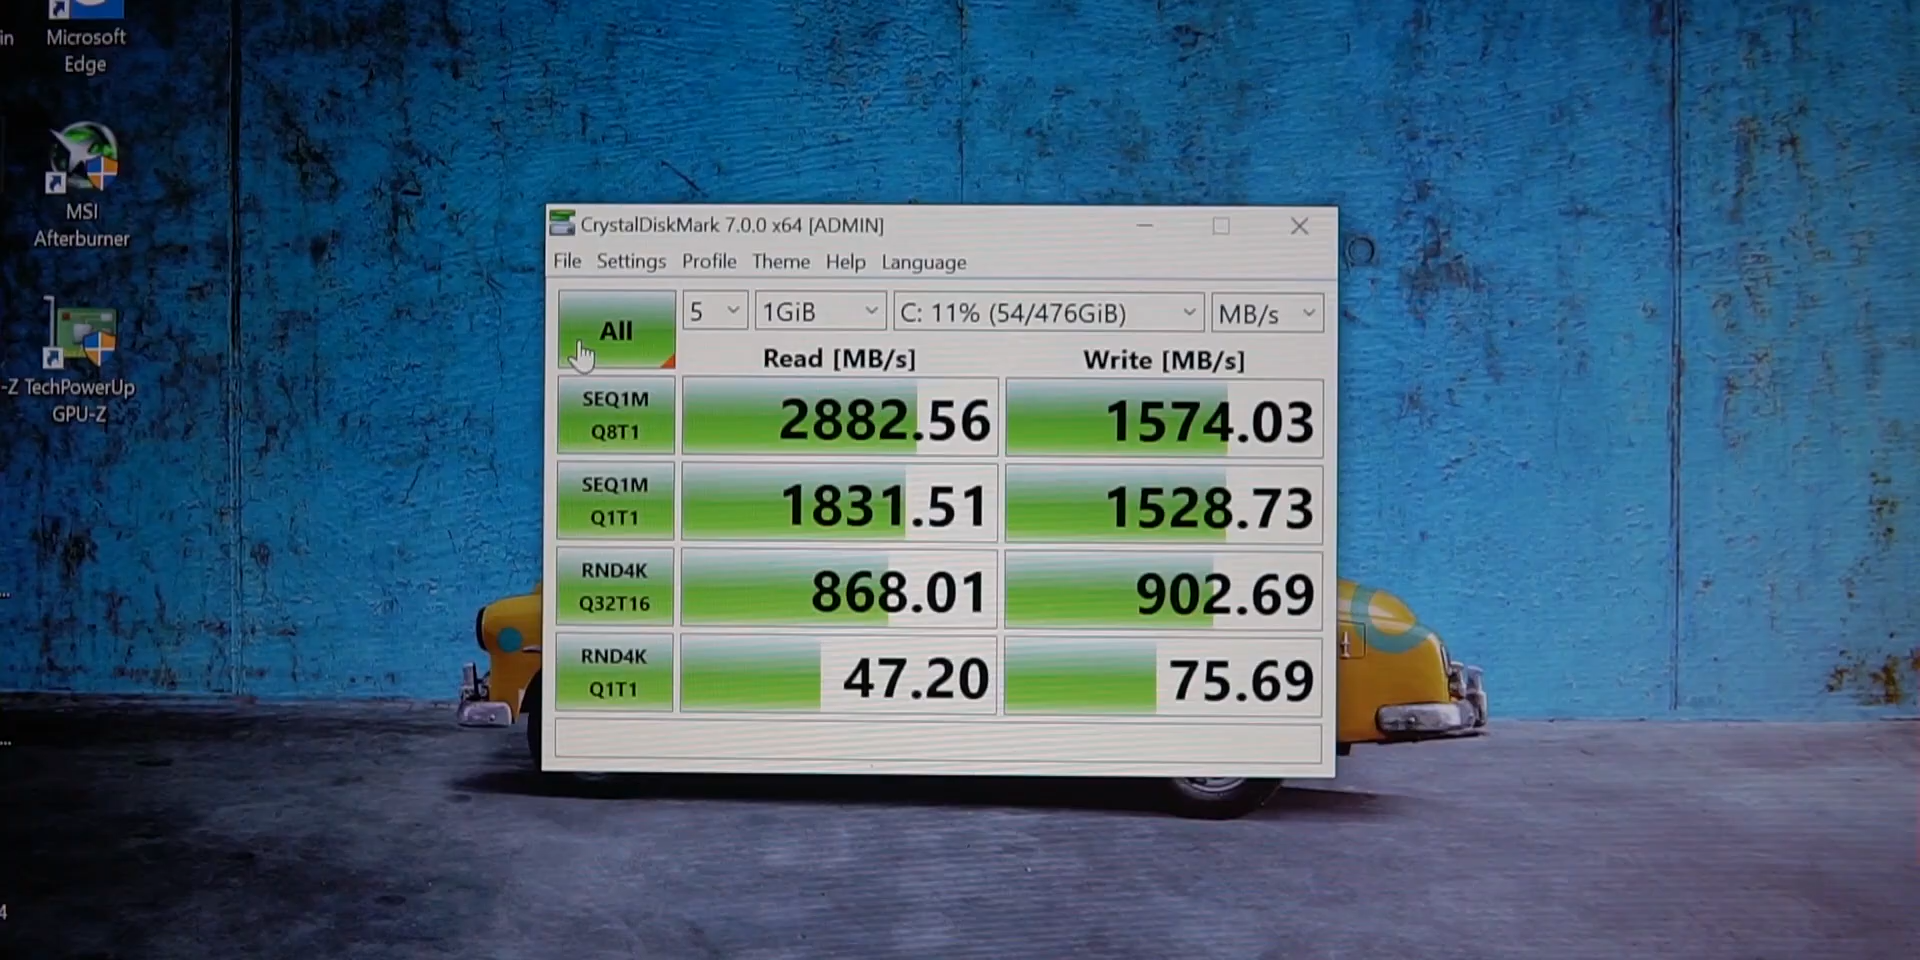 in
Microsoft
Edge
MSI
Afterburner
-Z TechPowerUp
GPU-Z
...
...
4
CrystalDiskMark 7.0.0 x64 [ADMIN]
File Settings Profile Theme Help Language
All
5 1GiB C: 11% (54/476GiB) MB/s
Read [MB/s] Write [MB/s]
SEQ1M
Q8T1
2882.56 1574.03
SEQ1M
Q1T1
1831.51 1528.73
RND4K
Q32T16
868.01 902.69
RND4K
Q1T1
47.20 75.69